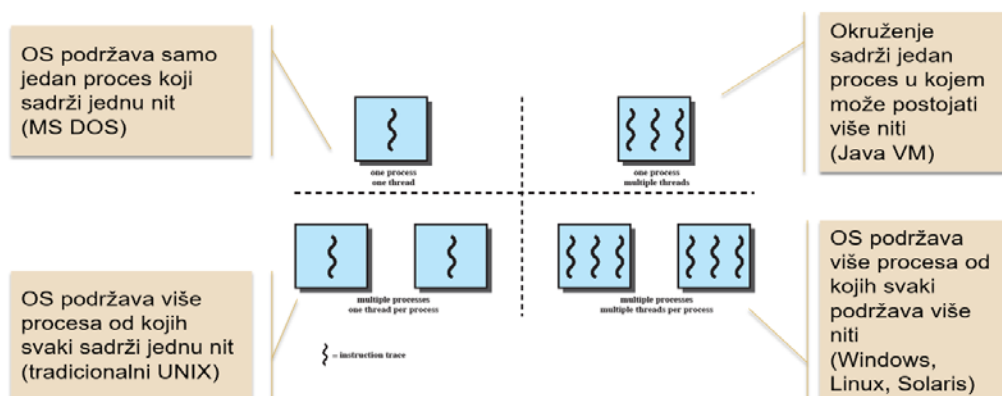 OS podržava samo
jedan proces koji
sadrži jednu nit
(MS DOS)
Okruženje
sadrži jedan
proces u kojem
može postojati
više niti
(Java VM)
one process
one thread
one process
multiple threads
OS podržava više
procesa od kojih
svaki sadrži jednu nit
(tradicionalni UNIX)
multiple processes
one thread per process
multiple processes
multiple threads per process
OS podržava
više procesa od
kojih svaki
podržava više
niti
(Windows,
Linux, Solaris)
= instruction trace